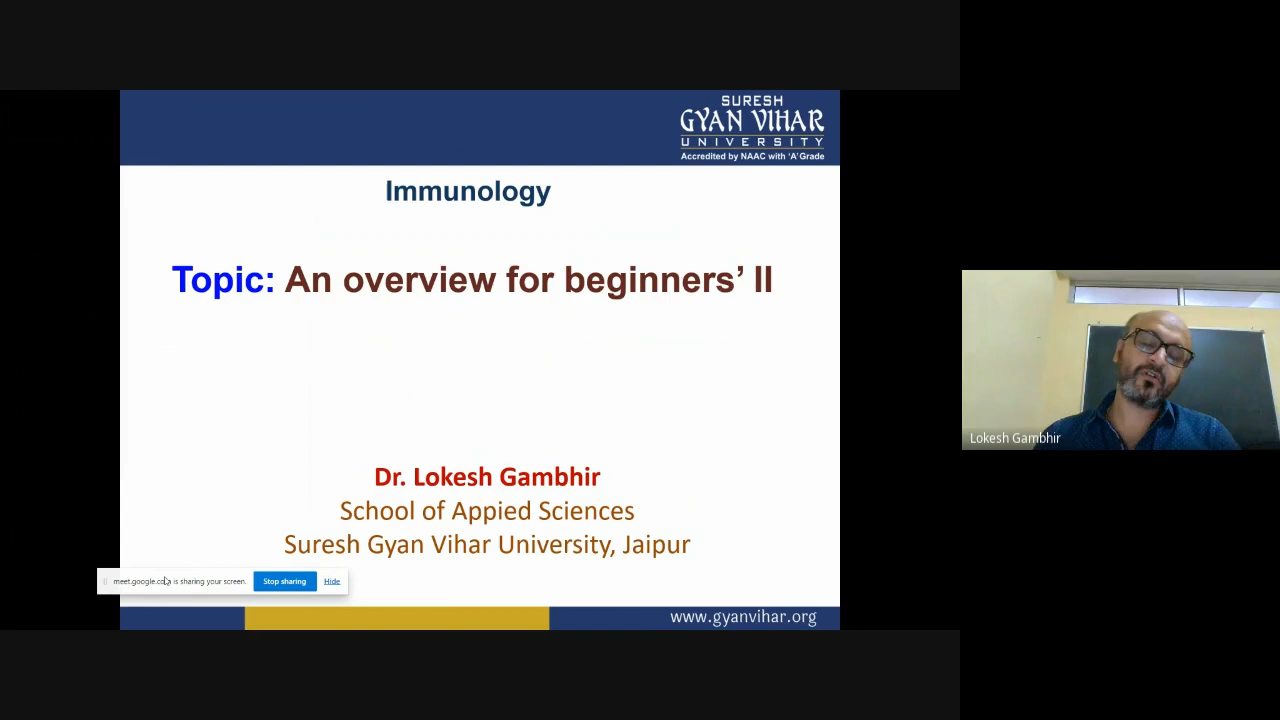 SURESH
GYAN VIHAR
UNIVERSITY
Accredited by NAAC with 'A' Grade
Immunology
Topic: An overview for beginners' II
Dr. Lokesh Gambhir
School of Appied Sciences
Suresh Gyan Vihar University, Jaipur
meet.google.com is sharing your screen. Stop sharing Hide
www.gyanvihar.org
Lokesh Gambhir